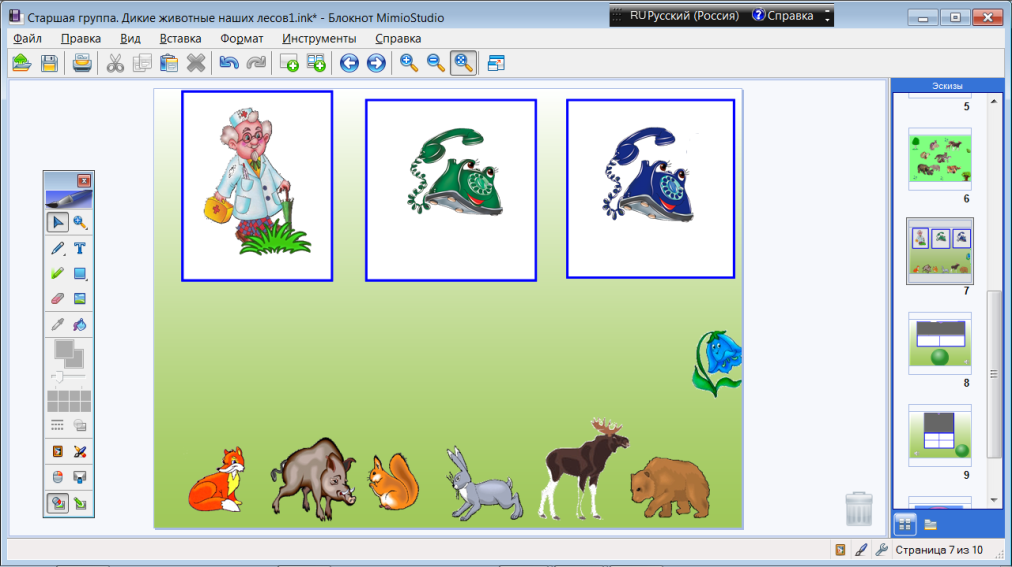 Старшая группа. Дикие животные наших лесов1.ink* - Блокнот MimioStudio
RU Русский (Россия) ? Справка
Файл Правка Вид Вставка Формат Инструменты Справка
Эскизы
5
6
7
8
9
T
Страница 7 из 10